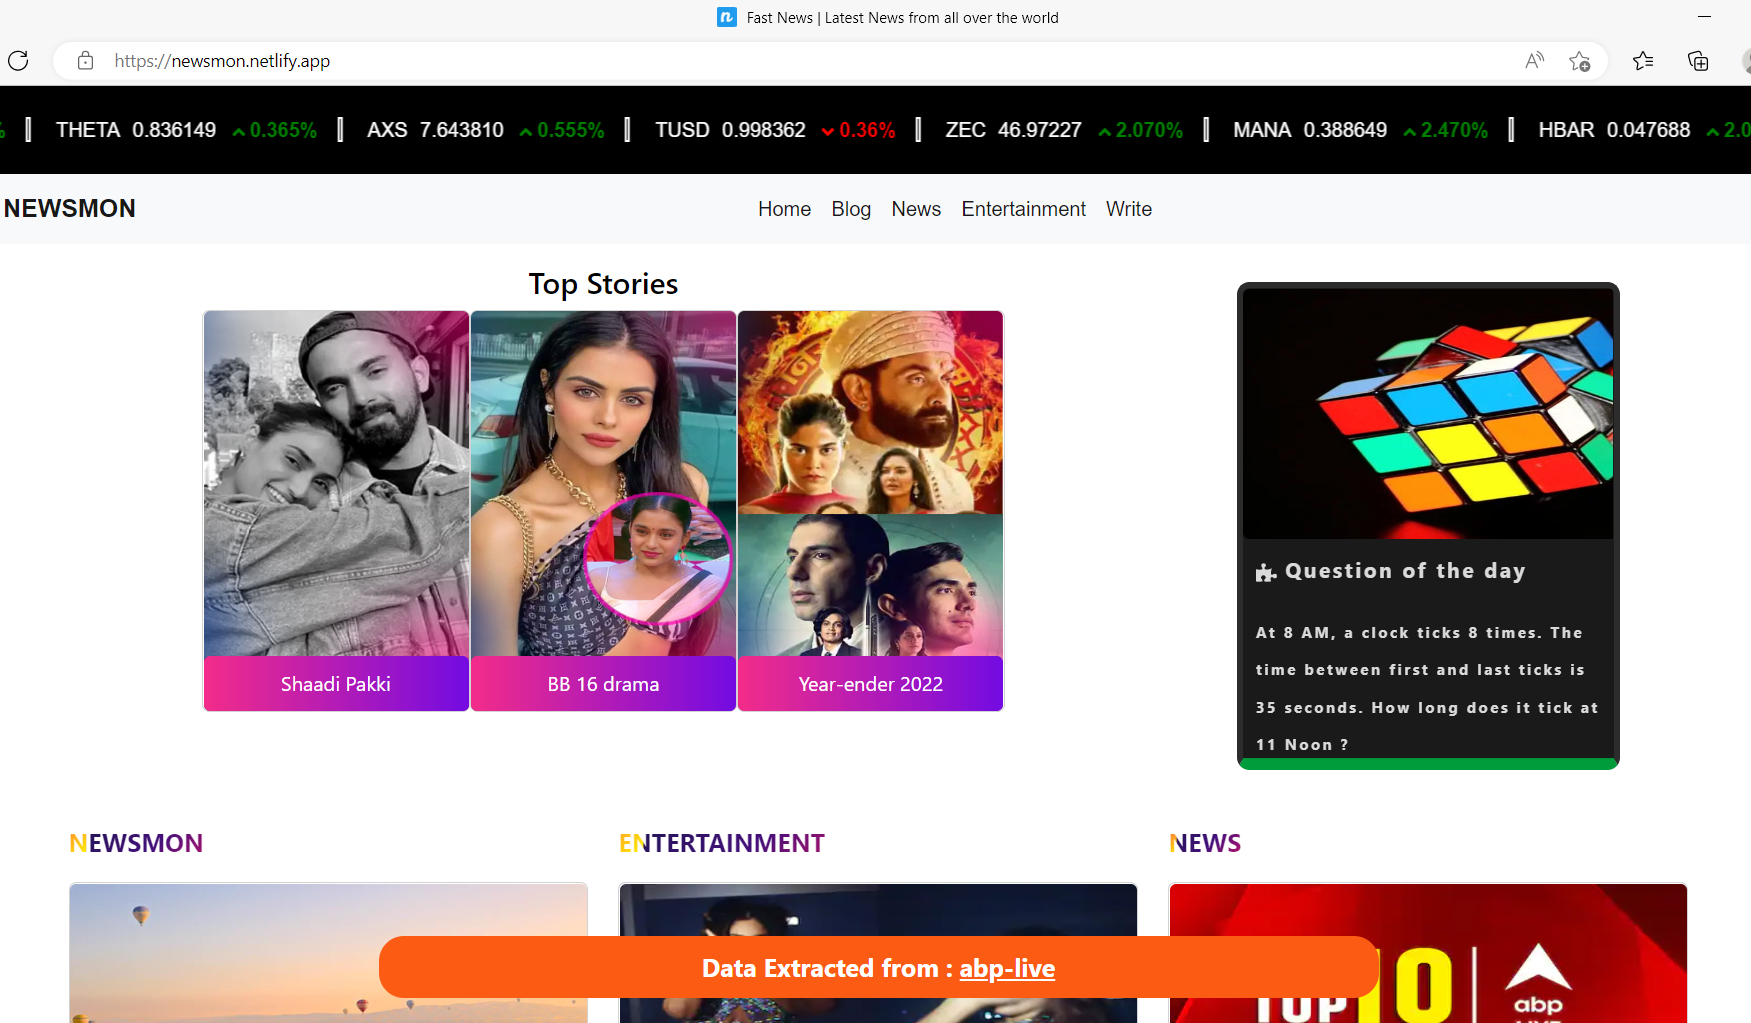 n Fast News | Latest News from all over the world
https://newsmon.netlify.app
% THETA 0.836149 0.365% AXS 7.643810 0.555% TUSD 0.998362 0.36% ZEC 46.97227 2.070% MANA 0.388649 2.470% HBAR 0.047688 2.0
NEWSMON Home Blog News Entertainment Write
Top Stories
Shaadi Pakki BB 16 drama Year-ender 2022
Question of the day
At 8 AM, a clock ticks 8 times. The
time between first and last ticks is
35 seconds. How long does it tick at
11 Noon ?
NEWSMON ENTERTAINMENT NEWS
Data Extracted from : abp-live
TOP 10
abp
LIVE